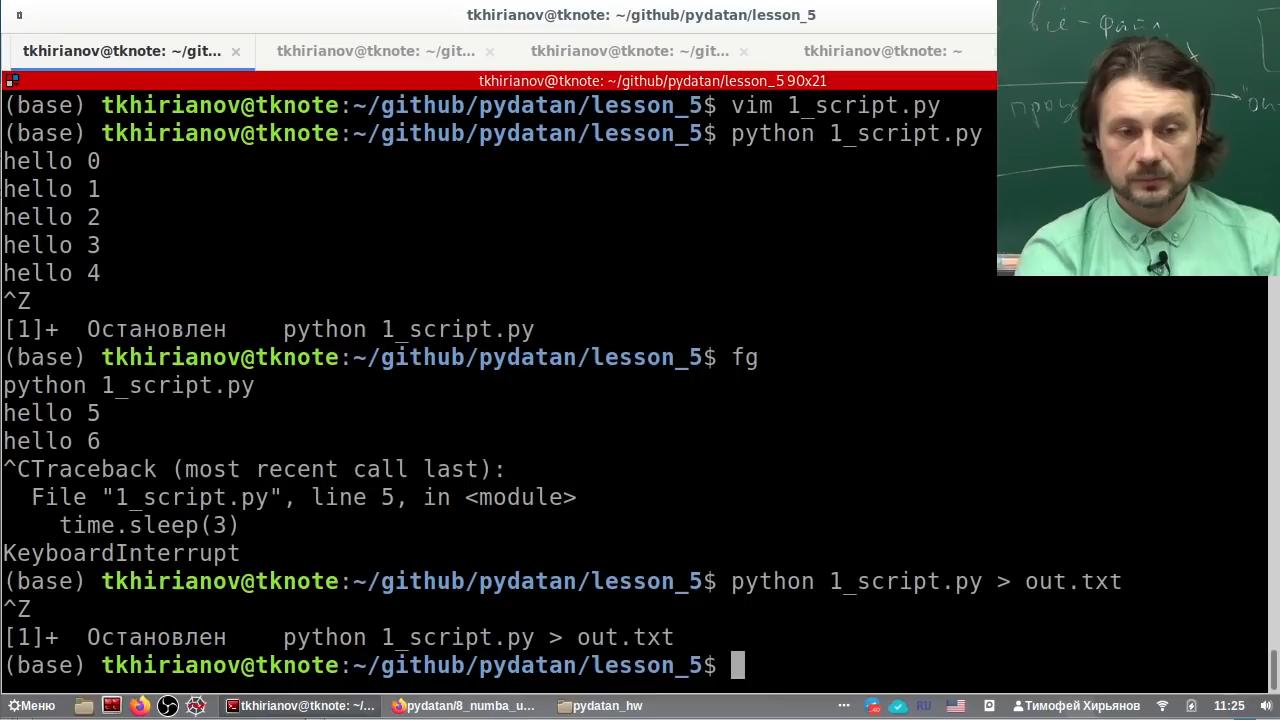 tkhirianov@tknote: ~/github/pydatan/lesson_5
tkhirianov@tknote: ~/git... × tkhirianov@tknote: ~/git... × tkhirianov@tknote: ~/git... × tkhirianov@tknote: ~
tkhirianov@tknote: ~/github/pydatan/lesson_5 90x21
(base) tkhirianov@tknote:~/github/pydatan/lesson_5$ vim 1_script.py
(base) tkhirianov@tknote:~/github/pydatan/lesson_5$ python 1_script.py
hello 0
hello 1
hello 2
hello 3
hello 4
^Z
[1]+  Остановлен    python 1_script.py
(base) tkhirianov@tknote:~/github/pydatan/lesson_5$ fg
python 1_script.py
hello 5
hello 6
^CTraceback (most recent call last):
  File "1_script.py", line 5, in <module>
    time.sleep(3)
KeyboardInterrupt
(base) tkhirianov@tknote:~/github/pydatan/lesson_5$ python 1_script.py > out.txt
^Z
[1]+  Остановлен    python 1_script.py > out.txt
(base) tkhirianov@tknote:~/github/pydatan/lesson_5$
всё - файл
Меню tkhirianov@tknote: ~/... pydatan/8_numba_u... pydatan_hw ... RU Тимофей Хирьянов 11:25